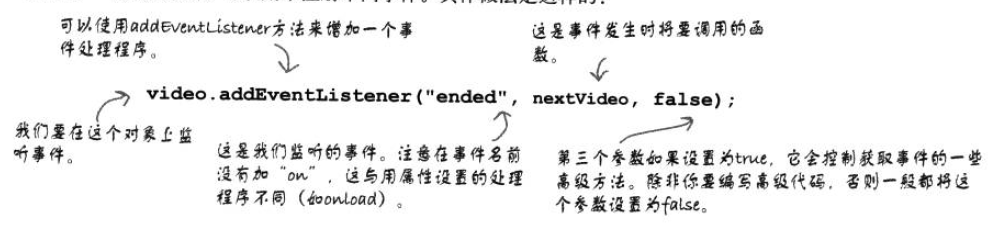 可以使用addEventListener方法来增加一个事
件处理程序。
这是事件发生时将要调用的函
数。
video.addEventListener("ended", nextVideo, false);
我们要在这个对象上监
听事件。
这是我们监听的事件。注意在事件名前
没有加“on”，这与用属性设置的处理
程序不同（如onload）。
第三个参数如果设置为true，它会控制获取事件的一些
高级方法。除非你要编写高级代码，否则一般都将这
个参数设置为false。